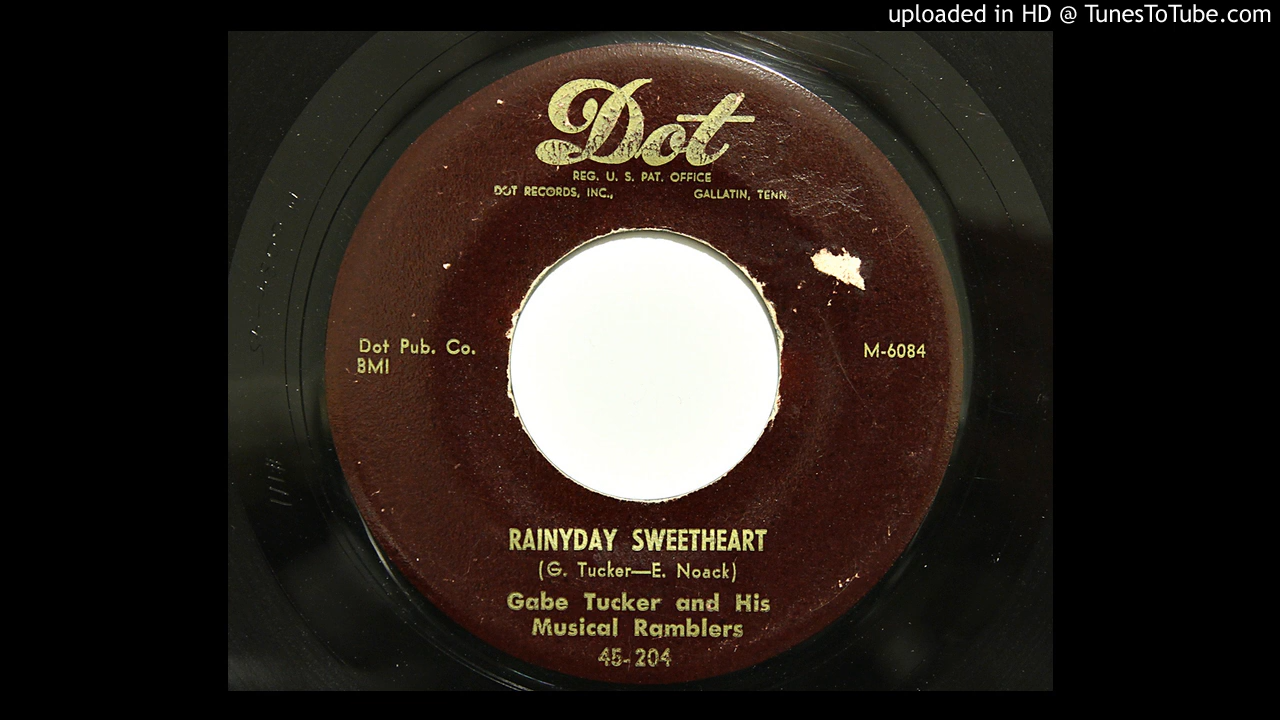 uploaded in HD @ TunesToTube.com
Dot
REG. U. S. PAT. OFFICE
DOT RECORDS, INC., GALLATIN, TENN.
Dot Pub. Co.
BMI
M-6084
RAINYDAY SWEETHEART
(G. Tucker—E. Noack)
Gabe Tucker and His
Musical Ramblers
45-204